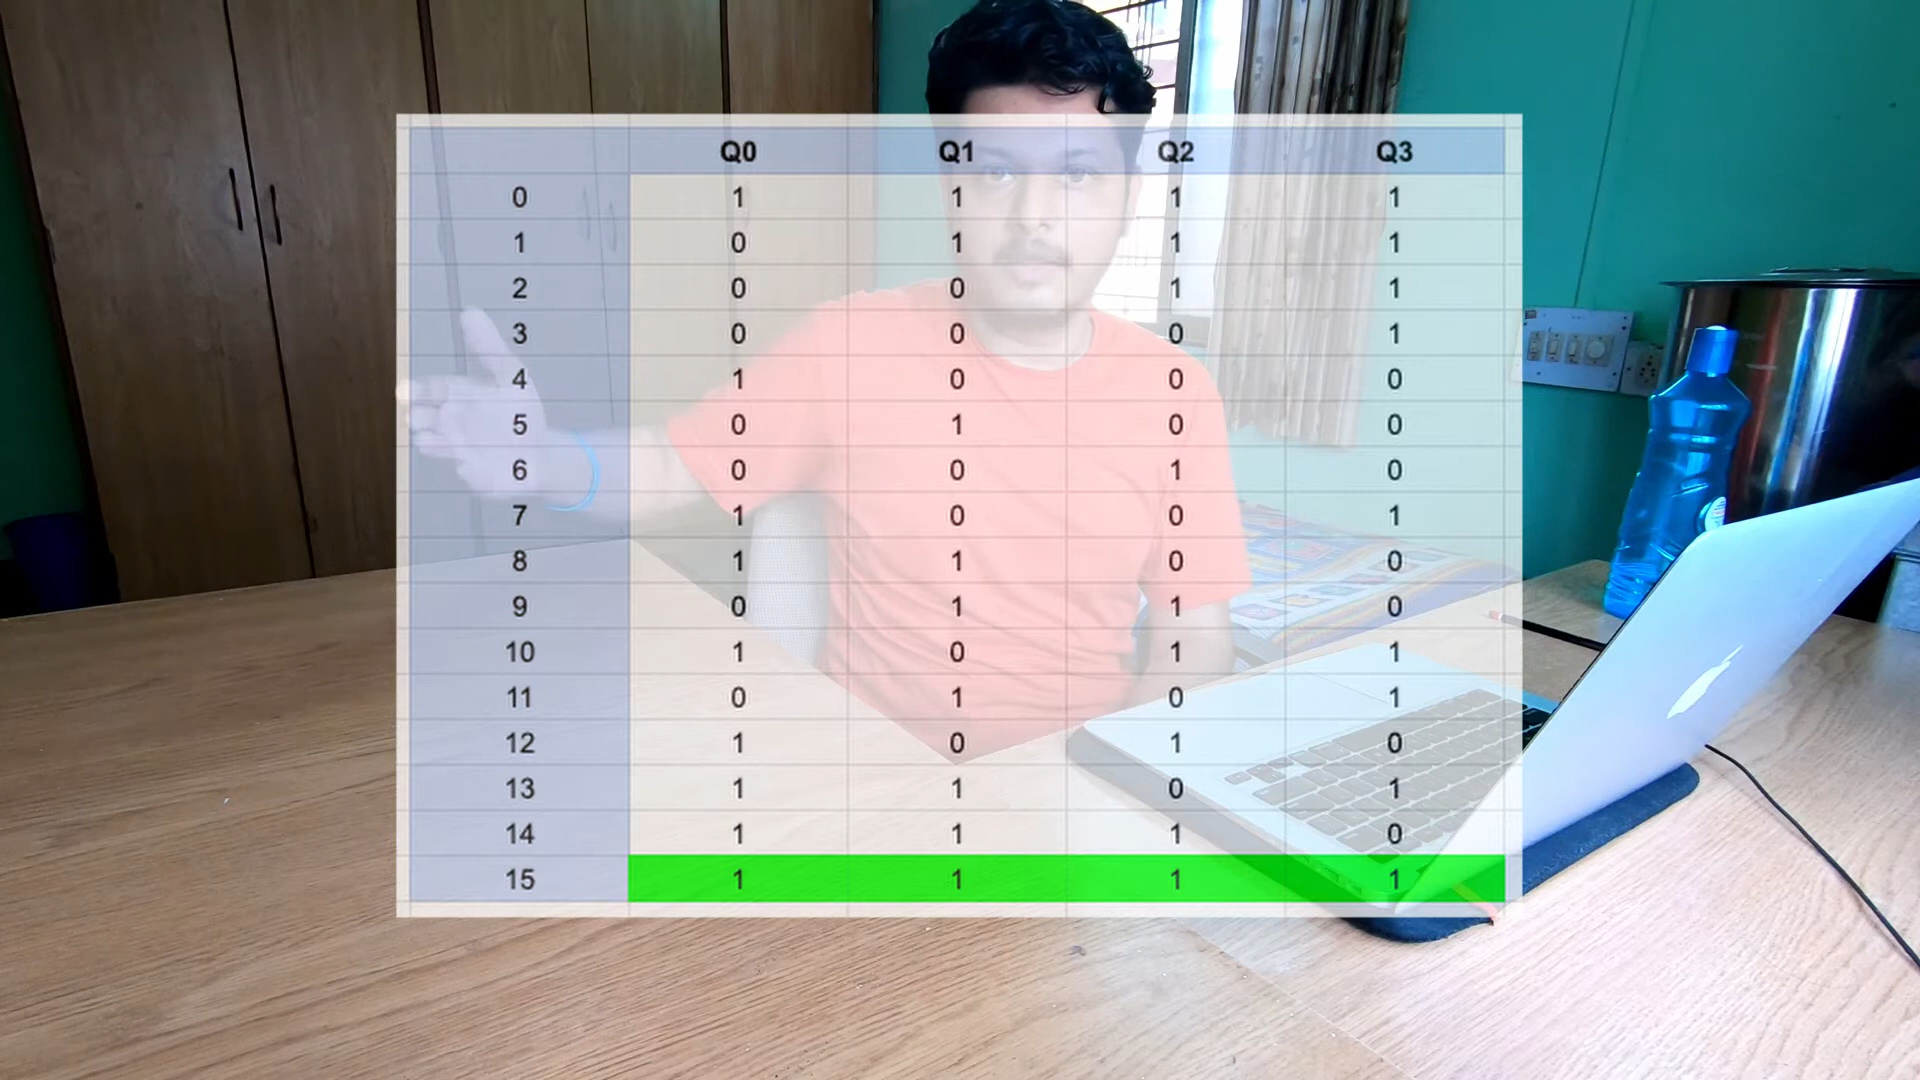 Q0 Q1 Q2 Q3
0 1 1 1 1
1 0 1 1 1
2 0 0 1 1
3 0 0 0 1
4 1 0 0 0
5 0 1 0 0
6 0 0 1 0
7 1 0 0 1
8 1 1 0 0
9 0 1 1 0
10 1 0 1 1
11 0 1 0 1
12 1 0 1 0
13 1 1 0 1
14 1 1 1 0
15 1 1 1 1